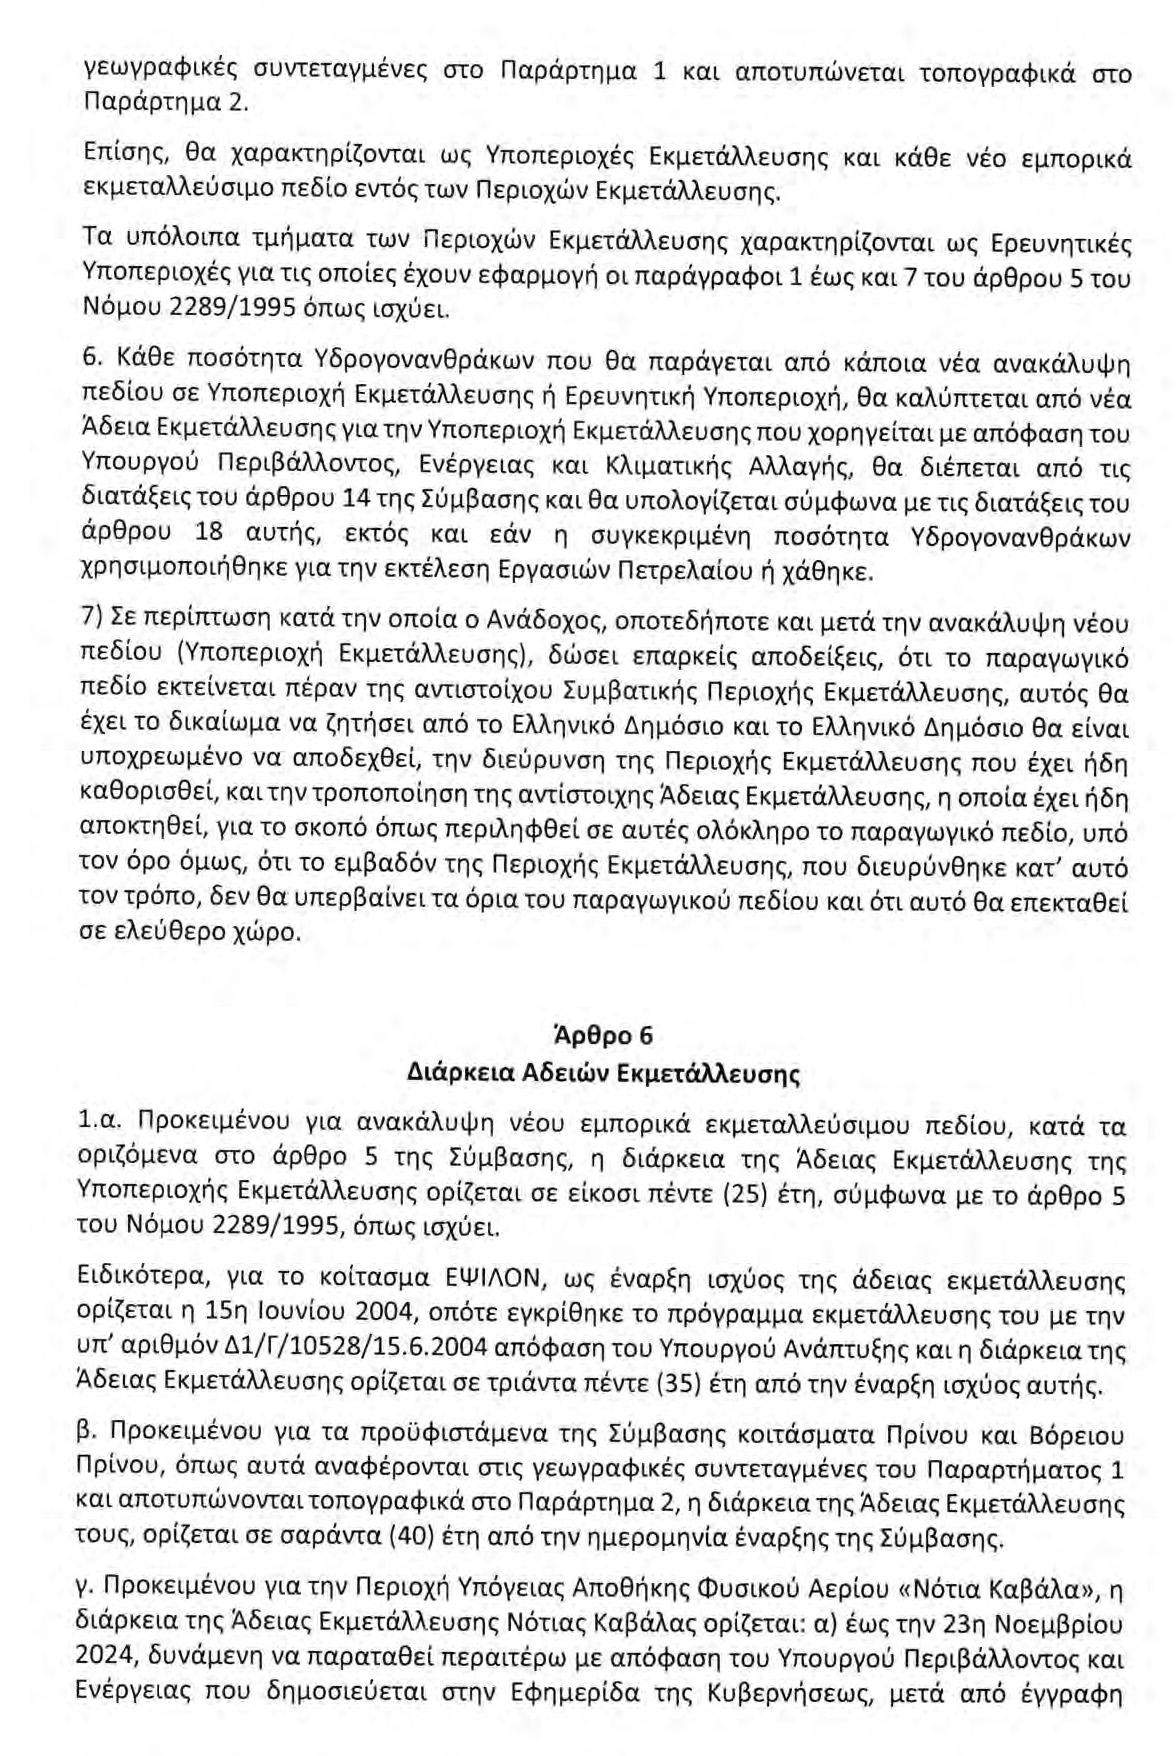 γεωγραφικές συντεταγμένες στο Παράρτημα 1 και αποτυπώνεται τοπογραφικά στο
Παράρτημα 2.
Επίσης, θα χαρακτηρίζονται ως Υποπεριοχές Εκμετάλλευσης και κάθε νέο εμπορικά
εκμεταλλεύσιμο πεδίο εντός των Περιοχών Εκμετάλλευσης.
Τα υπόλοιπα τμήματα των Περιοχών Εκμετάλλευσης χαρακτηρίζονται ως Ερευνητικές
Υποπεριοχές για τις οποίες έχουν εφαρμογή οι παράγραφοι 1 έως και 7 του άρθρου 5 του
Νόμου 2289/1995 όπως ισχύει.
6. Κάθε ποσότητα Υδρογονανθράκων που θα παράγεται από κάποια νέα ανακάλυψη
πεδίου σε Υποπεριοχή Εκμετάλλευσης ή Ερευνητική Υποπεριοχή, θα καλύπτεται από νέα
Άδεια Εκμετάλλευσης για την Υποπεριοχή Εκμετάλλευσης που χορηγείται με απόφαση του
Υπουργού Περιβάλλοντος, Ενέργειας και Κλιματικής Αλλαγής, θα διέπεται από τις
διατάξεις του άρθρου 14 της Σύμβασης και θα υπολογίζεται σύμφωνα με τις διατάξεις του
άρθρου 18 αυτής, εκτός και εάν η συγκεκριμένη ποσότητα Υδρογονανθράκων
χρησιμοποιήθηκε για την εκτέλεση Εργασιών Πετρελαίου ή χάθηκε.
7) Σε περίπτωση κατά την οποία ο Ανάδοχος, οποτεδήποτε και μετά την ανακάλυψη νέου
πεδίου (Υποπεριοχή Εκμετάλλευσης), δώσει επαρκείς αποδείξεις, ότι το παραγωγικό
πεδίο εκτείνεται πέραν της αντιστοίχου Συμβατικής Περιοχής Εκμετάλλευσης, αυτός θα
έχει το δικαίωμα να ζητήσει από το Ελληνικό Δημόσιο και το Ελληνικό Δημόσιο θα είναι
υποχρεωμένο να αποδεχθεί, την διεύρυνση της Περιοχής Εκμετάλλευσης που έχει ήδη
καθορισθεί, και την τροποποίηση της αντίστοιχης Άδειας Εκμετάλλευσης, η οποία έχει ήδη
αποκτηθεί, για το σκοπό όπως περιληφθεί σε αυτές ολόκληρο το παραγωγικό πεδίο, υπό
τον όρο όμως, ότι το εμβαδόν της Περιοχής Εκμετάλλευσης, που διευρύνθηκε κατ’ αυτό
τον τρόπο, δεν θα υπερβαίνει τα όρια του παραγωγικού πεδίου και ότι αυτό θα επεκταθεί
σε ελεύθερο χώρο.
Άρθρο 6
Διάρκεια Αδειών Εκμετάλλευσης
1.α. Προκειμένου για ανακάλυψη νέου εμπορικά εκμεταλλεύσιμου πεδίου, κατά τα
οριζόμενα στο άρθρο 5 της Σύμβασης, η διάρκεια της Άδειας Εκμετάλλευσης της
Υποπεριοχής Εκμετάλλευσης ορίζεται σε είκοσι πέντε (25) έτη, σύμφωνα με το άρθρο 5
του Νόμου 2289/1995, όπως ισχύει.
Ειδικότερα, για το κοίτασμα ΕΨΙΛΟΝ, ως έναρξη ισχύος της άδειας εκμετάλλευσης
ορίζεται η 15η Ιουνίου 2004, οπότε εγκρίθηκε το πρόγραμμα εκμετάλλευσης του με την
υπ’ αριθμόν Δ1/Γ/10528/15.6.2004 απόφαση του Υπουργού Ανάπτυξης και η διάρκεια της
Άδειας Εκμετάλλευσης ορίζεται σε τριάντα πέντε (35) έτη από την έναρξη ισχύος αυτής.
β. Προκειμένου για τα προϋφιστάμενα της Σύμβασης κοιτάσματα Πρίνου και Βόρειου
Πρίνου, όπως αυτά αναφέρονται στις γεωγραφικές συντεταγμένες του Παραρτήματος 1
και αποτυπώνονται τοπογραφικά στο Παράρτημα 2, η διάρκεια της Άδειας Εκμετάλλευσης
τους, ορίζεται σε σαράντα (40) έτη από την ημερομηνία έναρξης της Σύμβασης.
γ. Προκειμένου για την Περιοχή Υπόγειας Αποθήκης Φυσικού Αερίου «Νότια Καβάλα», η
διάρκεια της Άδειας Εκμετάλλευσης Νότιας Καβάλας ορίζεται: α) έως την 23η Νοεμβρίου
2024, δυνάμενη να παραταθεί περαιτέρω με απόφαση του Υπουργού Περιβάλλοντος και
Ενέργειας που δημοσιεύεται στην Εφημερίδα της Κυβερνήσεως, μετά από έγγραφη